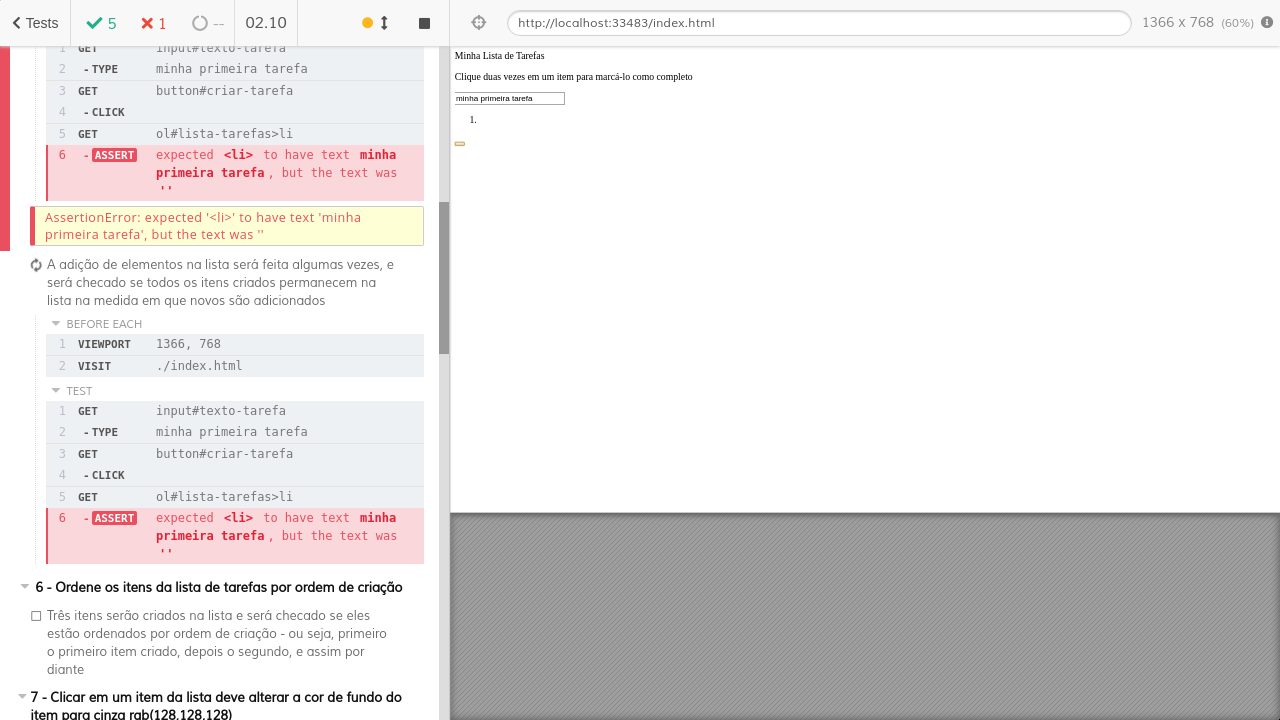 Tests
5
1
--
02.10
http://localhost:33483/index.html
1366 x 768 (60%)
1 GET input#texto-tarefa
2 - TYPE minha primeira tarefa
3 GET button#criar-tarefa
4 - CLICK
5 GET ol#lista-tarefas>li
6 - ASSERT expected <li> to have text minha
primeira tarefa, but the text was
''
AssertionError: expected '<li>' to have text 'minha
primeira tarefa', but the text was ''
A adição de elementos na lista será feita algumas vezes, e
será checado se todos os itens criados permanecem na
lista na medida em que novos são adicionados
BEFORE EACH
1 VIEWPORT 1366, 768
2 VISIT ./index.html
TEST
1 GET input#texto-tarefa
2 - TYPE minha primeira tarefa
3 GET button#criar-tarefa
4 - CLICK
5 GET ol#lista-tarefas>li
6 - ASSERT expected <li> to have text minha
primeira tarefa, but the text was
''
6 - Ordene os itens da lista de tarefas por ordem de criação
Três itens serão criados na lista e será checado se eles
estão ordenados por ordem de criação - ou seja, primeiro
o primeiro item criado, depois o segundo, e assim por
diante
7 - Clicar em um item da lista deve alterar a cor de fundo do
item para cinza rgb(128,128,128)
Minha Lista de Tarefas
Clique duas vezes em um item para marcá-lo como completo
minha primeira tarefa
1.